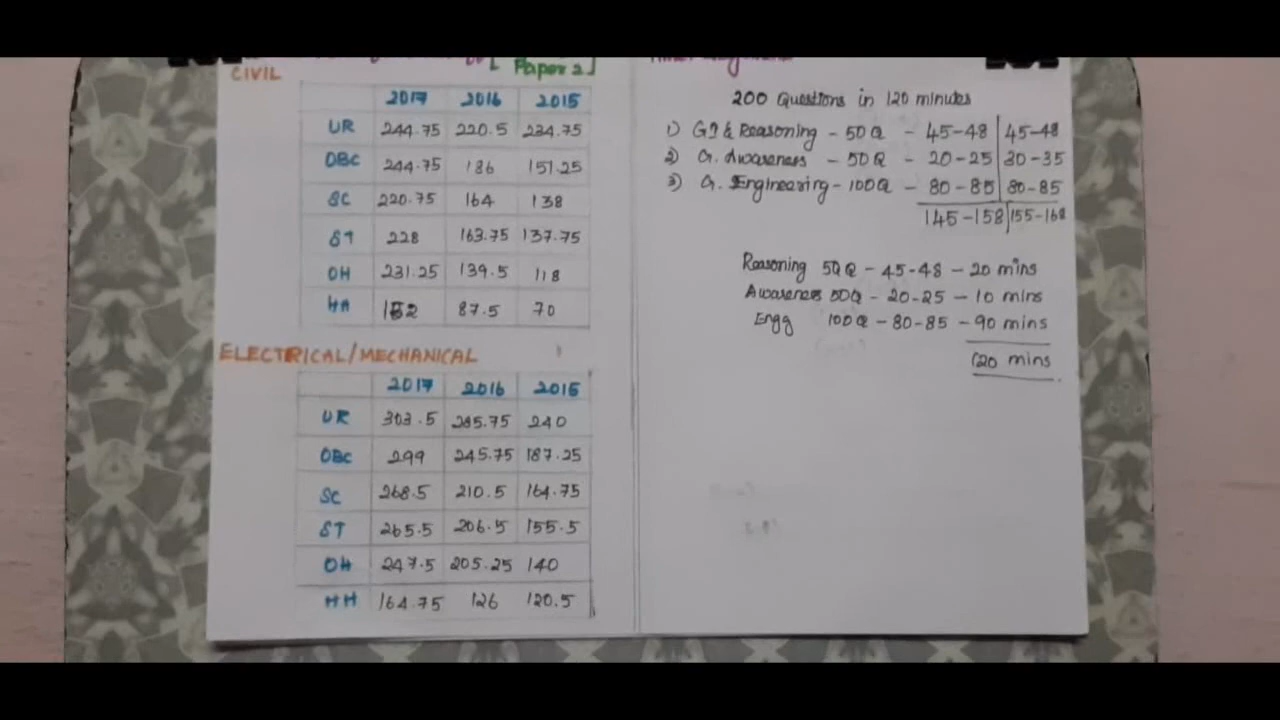 Paper 2]
CIVIL
2017 2016 2015
UR 244.75 220.5 234.75
OBC 244.75 186 151.25
SC 220.75 164 138
ST 228 163.75 137.75
OH 231.25 139.5 118
HH 152 87.5 70
ELECTRICAL/MECHANICAL
2017 2016 2015
UR 303.5 285.75 240
OBC 299 245.75 187.25
SC 268.5 210.5 164.75
ST 265.5 206.5 155.5
OH 247.5 205.25 140
HH 164.75 126 120.5
200 Questions in 120 minutes
1) GI & Reasoning - 50Q - 45-48 | 45-48
2) G. Awareness - 50Q - 20-25 | 30-35
3) G. Engineering - 100Q - 80-85 | 80-85
145-158 | 155-168
Reasoning 50Q - 45-48 - 20 mins
Awareness 50Q - 20-25 - 10 mins
Engg 100Q - 80-85 - 90 mins
120 mins